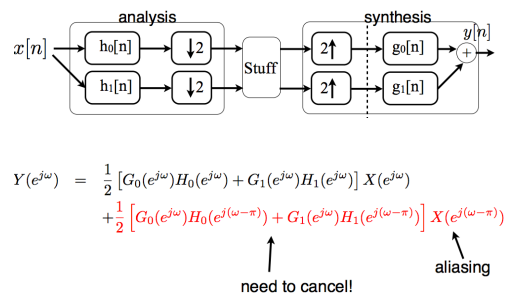 analysis synthesis
x[n] h₀[n] ↓2 Stuff 2↑ g₀[n] + y[n]
h₁[n] ↓2 2↑ g₁[n]
Y(e^{jω}) = 1/2 [G₀(e^{jω})H₀(e^{jω}) + G₁(e^{jω})H₁(e^{jω})] X(e^{jω})
+ 1/2 [G₀(e^{jω})H₀(e^{j(ω−π)}) + G₁(e^{jω})H₁(e^{j(ω−π)})] X(e^{j(ω−π)})
aliasing
need to cancel!